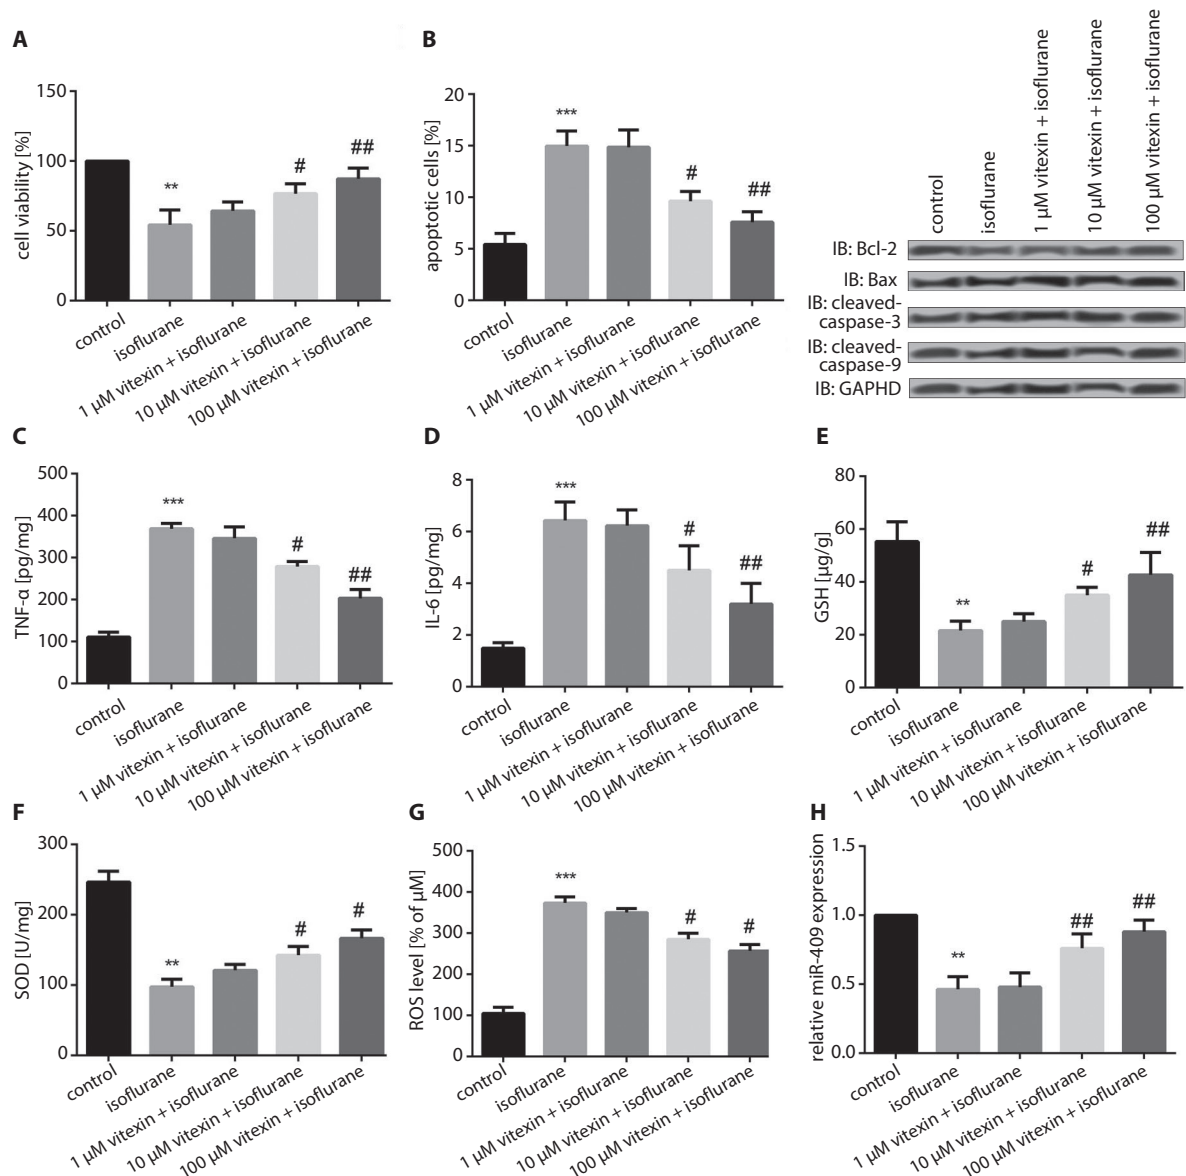 A
cell viability [%]
150
100
50
0
**
#
##
control
isoflurane
1 µM vitexin + isoflurane
10 µM vitexin + isoflurane
100 µM vitexin + isoflurane
B
apoptotic cells [%]
20
15
10
5
0
***
#
##
control
isoflurane
1 µM vitexin + isoflurane
10 µM vitexin + isoflurane
100 µM vitexin + isoflurane
control
isoflurane
1 µM vitexin + isoflurane
10 µM vitexin + isoflurane
100 µM vitexin + isoflurane
IB: Bcl-2
IB: Bax
IB: cleaved-
caspase-3
IB: cleaved-
caspase-9
IB: GAPHD
C
TNF-α [pg/mg]
500
400
300
200
100
0
***
#
##
control
isoflurane
1 µM vitexin + isoflurane
10 µM vitexin + isoflurane
100 µM vitexin + isoflurane
D
IL-6 [pg/mg]
8
6
4
2
0
***
#
##
control
isoflurane
1 µM vitexin + isoflurane
10 µM vitexin + isoflurane
100 µM vitexin + isoflurane
E
GSH [µg/g]
80
60
40
20
0
**
#
##
control
isoflurane
1 µM vitexin + isoflurane
10 µM vitexin + isoflurane
100 µM vitexin + isoflurane
F
SOD [U/mg]
300
200
100
0
**
#
#
control
isoflurane
1 µM vitexin + isoflurane
10 µM vitexin + isoflurane
100 µM vitexin + isoflurane
G
ROS level [% of µM]
500
400
300
200
100
0
***
#
#
control
isoflurane
1 µM vitexin + isoflurane
10 µM vitexin + isoflurane
100 µM vitexin + isoflurane
H
relative miR-409 expression
1.5
1.0
0.5
0.0
**
##
##
control
isoflurane
1 µM vitexin + isoflurane
10 µM vitexin + isoflurane
100 µM vitexin + isoflurane